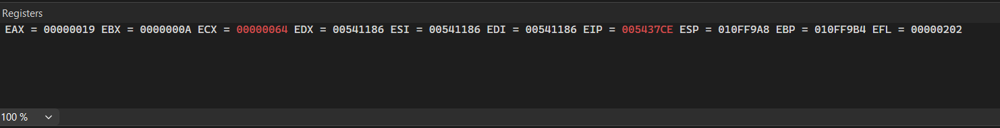 Registers
EAX = 00000019 EBX = 0000000A ECX = 00000064 EDX = 00541186 ESI = 00541186 EDI = 00541186 EIP = 005437CE ESP = 010FF9A8 EBP = 010FF9B4 EFL = 00000202
100 %